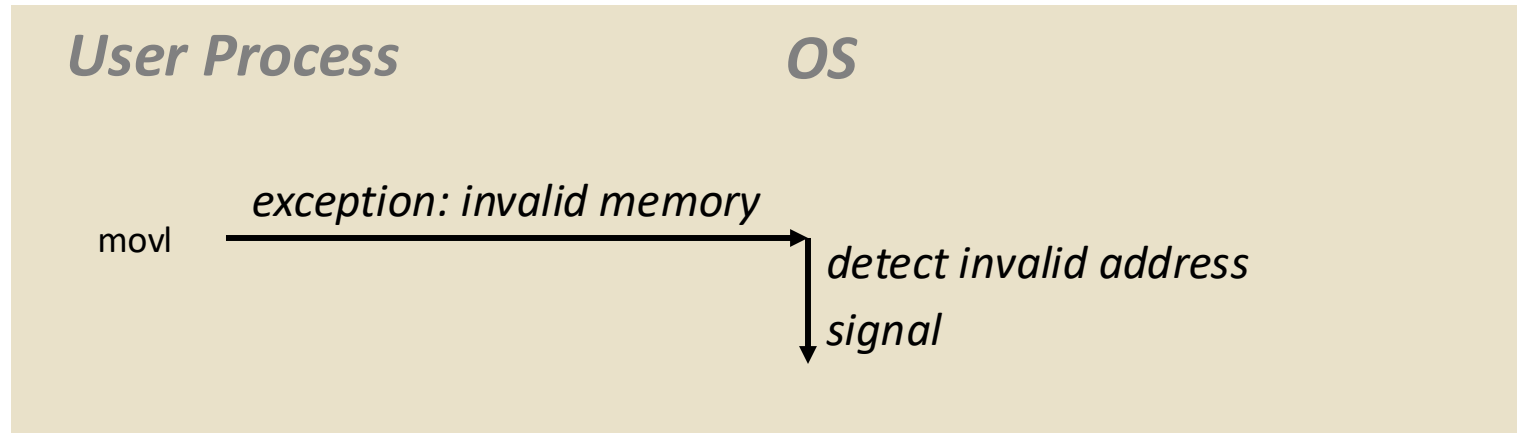 User Process
OS
exception: invalid memory
movl
detect invalid address
signal